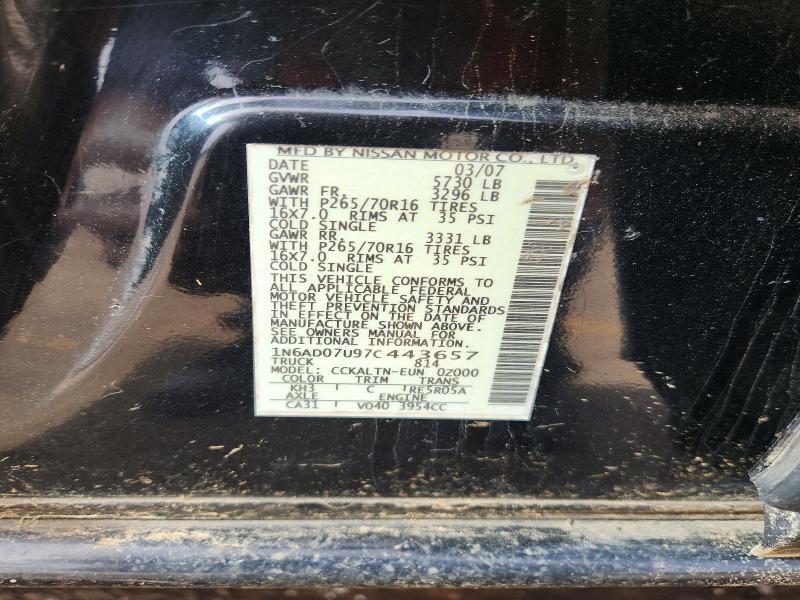 MFD BY NISSAN MOTOR CO., LTD.
DATE 03/07
GVWR 5730 LB
GAWR FR. 3296 LB
WITH P265/70R16 TIRES
16X7.0 RIMS AT 35 PSI
COLD SINGLE
GAWR RR. 3331 LB
WITH P265/70R16 TIRES
16X7.0 RIMS AT 35 PSI
COLD SINGLE
THIS VEHICLE CONFORMS TO
ALL APPLICABLE FEDERAL
MOTOR VEHICLE SAFETY AND
THEFT PREVENTION STANDARDS
IN EFFECT ON THE DATE OF
MANUFACTURE SHOWN ABOVE.
SEE OWNERS MANUAL FOR
ADDITIONAL INFORMATION.
1N6AD07U97C443657
TRUCK 814
MODEL: CCKALTN-EUN 02000
COLOR TRIM TRANS
KH3 C RE5R05A
AXLE ENGINE
CA31 VQ40 3954CC